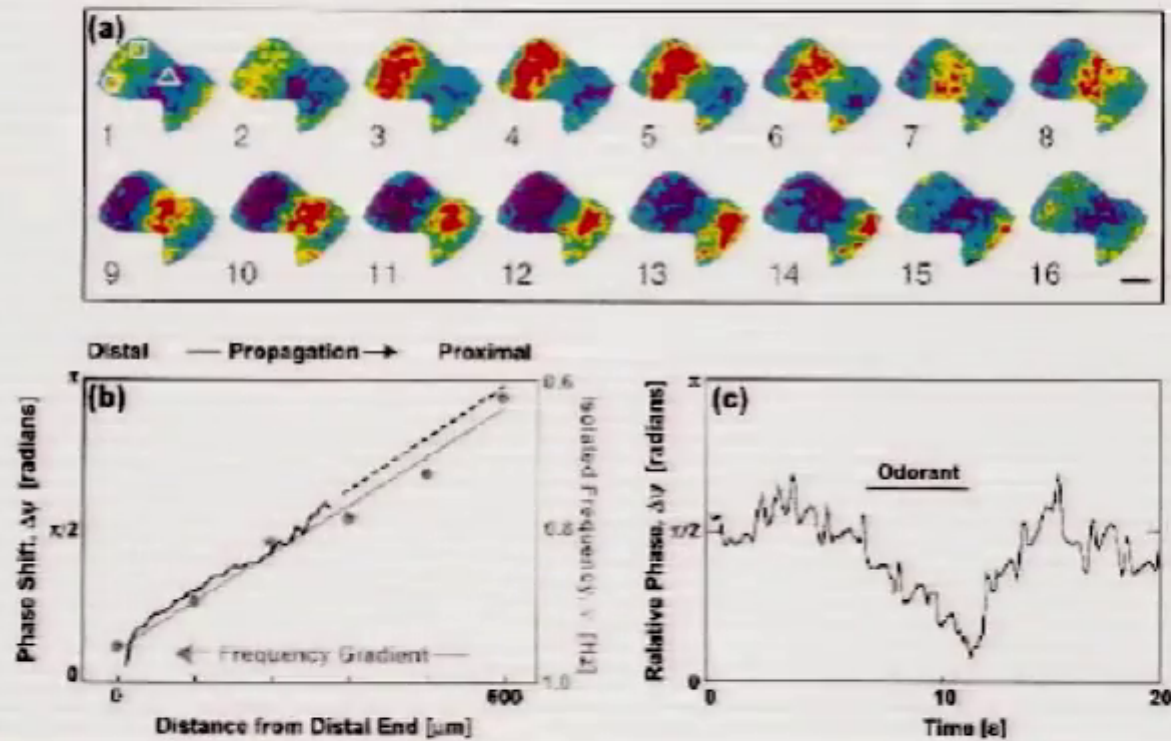 (a)
1 2 3 4 5 6 7 8
9 10 11 12 13 14 15 16
Distal — Propagation → Proximal
(b)
π
π/2
0
Phase Shift, Δψ [radians]
0.6
0.8
1.0
Isolated Frequency, ν [Hz]
← Frequency Gradient —
0 600
Distance from Distal End [μm]
(c)
π
π/2
0
Relative Phase, Δψ [radians]
Odorant
0 10 20
Time [s]